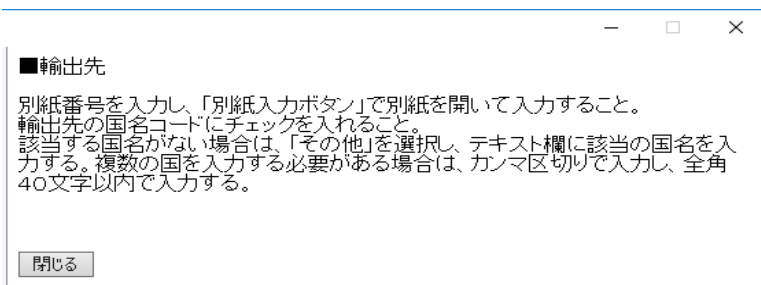 ■輸出先
別紙番号を入力し、「別紙入力ボタン」で別紙を開いて入力すること。
輸出先の国名コードにチェックを入れること。
該当する国名がない場合は、「その他」を選択し、テキスト欄に該当の国名を入
力する。複数の国を入力する必要がある場合は、カンマ区切りで入力し、全角
40文字以内で入力する。
閉じる